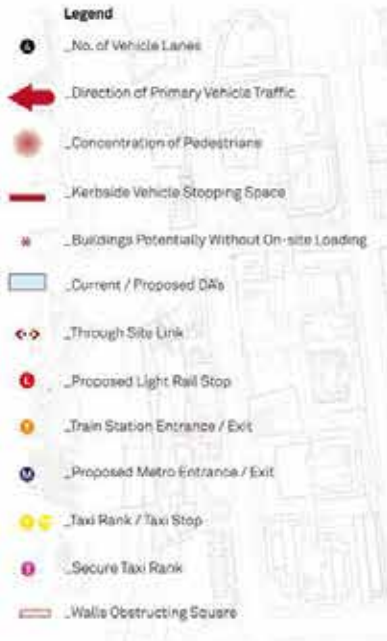 Legend
_No. of Vehicle Lanes
_Direction of Primary Vehicle Traffic
_Concentration of Pedestrians
_Kerbside Vehicle Stopping Space
_Buildings Potentially Without On-site Loading
_Current / Proposed DA's
_Through Site Link
L _Proposed Light Rail Stop
T _Train Station Entrance / Exit
M _Proposed Metro Entrance / Exit
_Taxi Rank / Taxi Stop
_Secure Taxi Rank
_Walls Obstructing Square